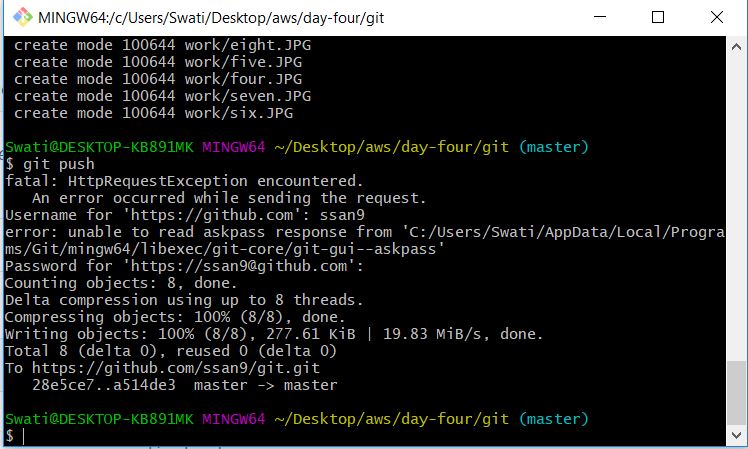 MINGW64:/c/Users/Swati/Desktop/aws/day-four/git
create mode 100644 work/eight.JPG
create mode 100644 work/five.JPG
create mode 100644 work/four.JPG
create mode 100644 work/seven.JPG
create mode 100644 work/six.JPG
Swati@DESKTOP-KB891MK MINGW64 ~/Desktop/aws/day-four/git (master)
$ git push
fatal: HttpRequestException encountered.
An error occurred while sending the request.
Username for 'https://github.com': ssan9
error: unable to read askpass response from 'C:/Users/Swati/AppData/Local/Progra
ms/Git/mingw64/libexec/git-core/git-gui--askpass'
Password for 'https://ssan9@github.com':
Counting objects: 8, done.
Delta compression using up to 8 threads.
Compressing objects: 100% (8/8), done.
Writing objects: 100% (8/8), 277.61 KiB | 19.83 MiB/s, done.
Total 8 (delta 0), reused 0 (delta 0)
To https://github.com/ssan9/git.git
28e5ce7..a514de3  master -> master
Swati@DESKTOP-KB891MK MINGW64 ~/Desktop/aws/day-four/git (master)
$